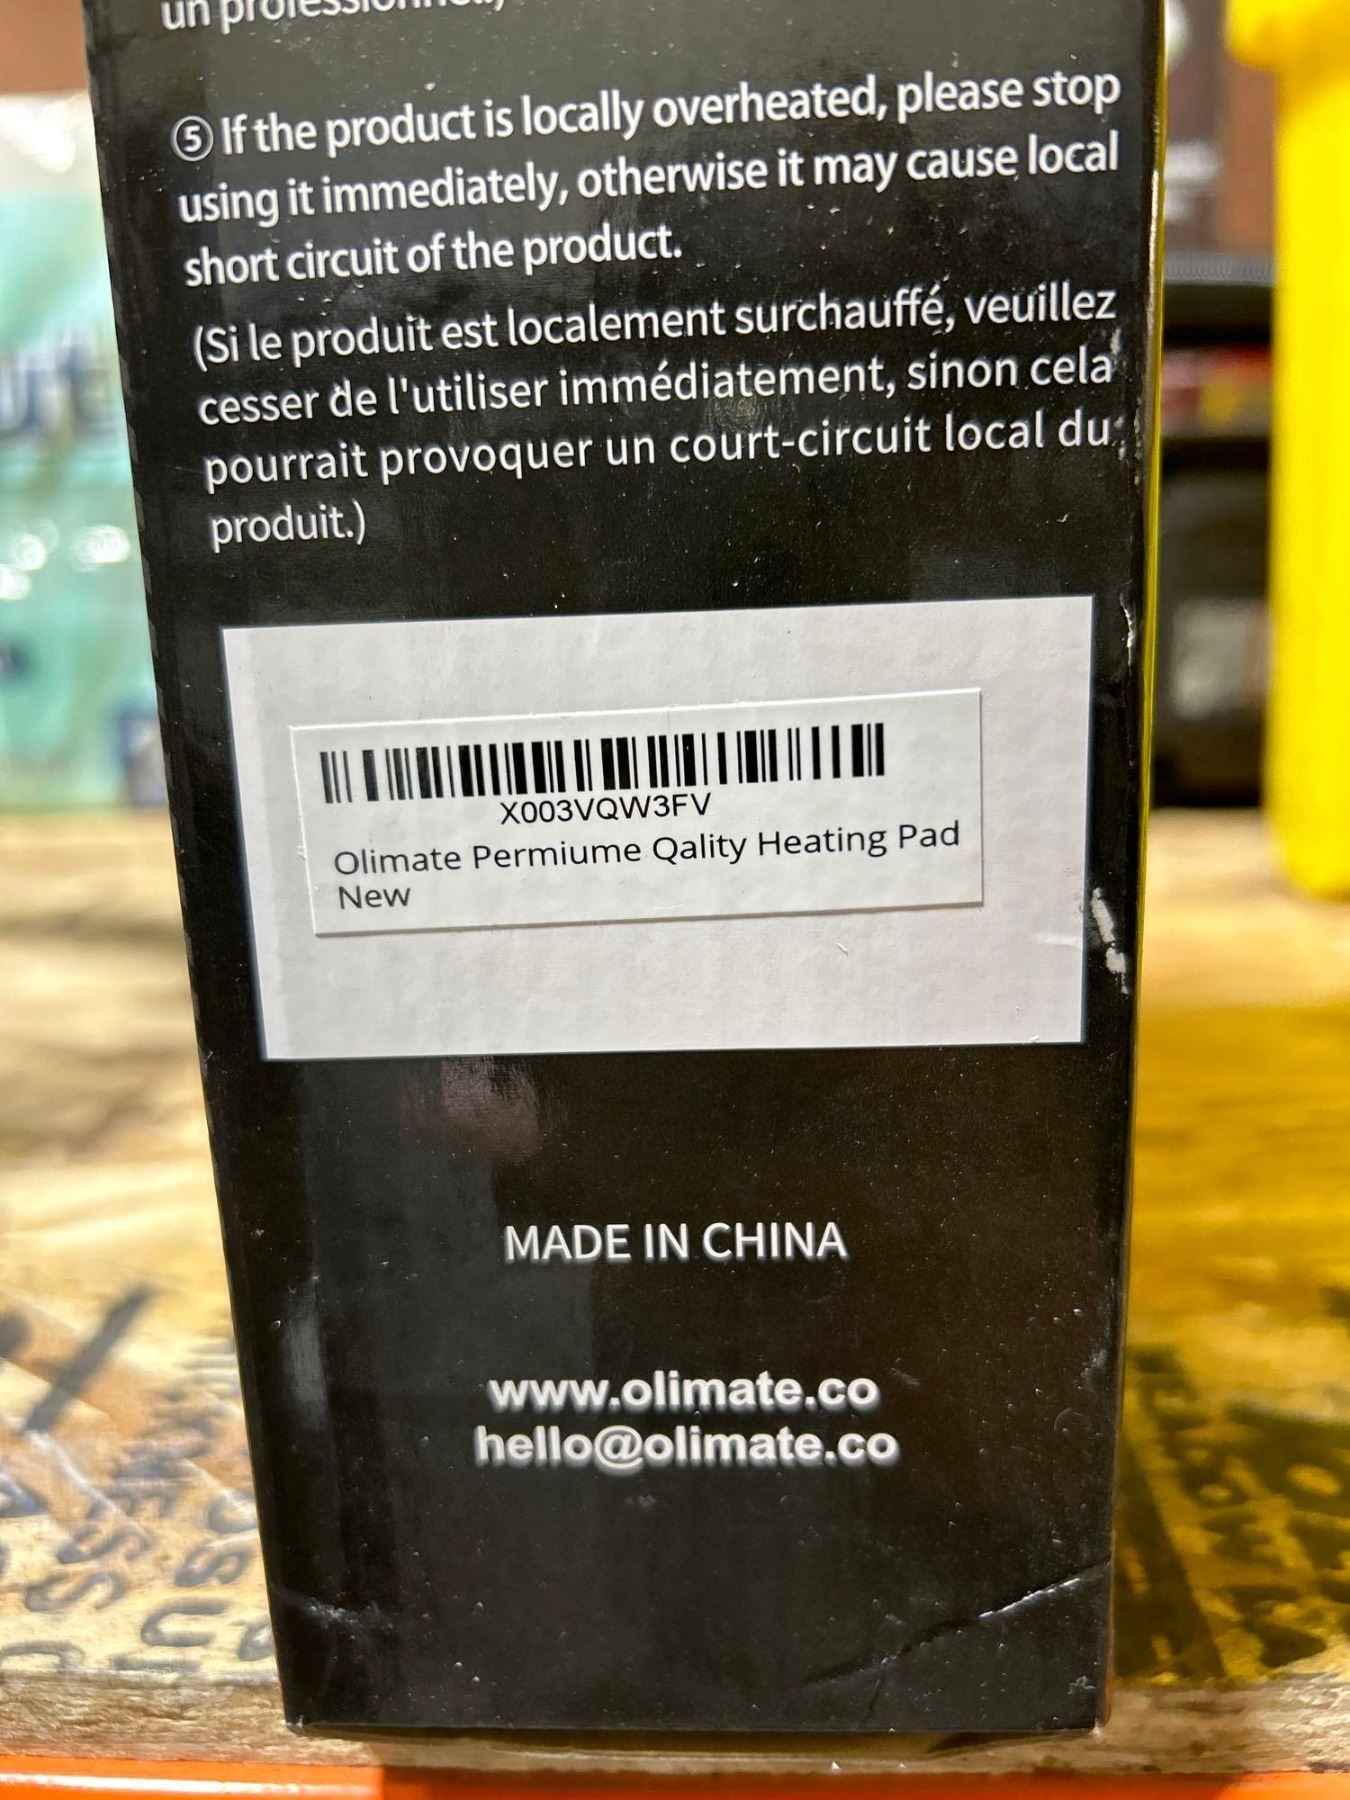 un professionnel.)
⑤ If the product is locally overheated, please stop
using it immediately, otherwise it may cause local
short circuit of the product.
(Si le produit est localement surchauffé, veuillez
cesser de l'utiliser immédiatement, sinon cela
pourrait provoquer un court-circuit local du
produit.)
X003VQW3FV
Olimate Permiume Qality Heating Pad
New
MADE IN CHINA
www.olimate.co
hello@olimate.co